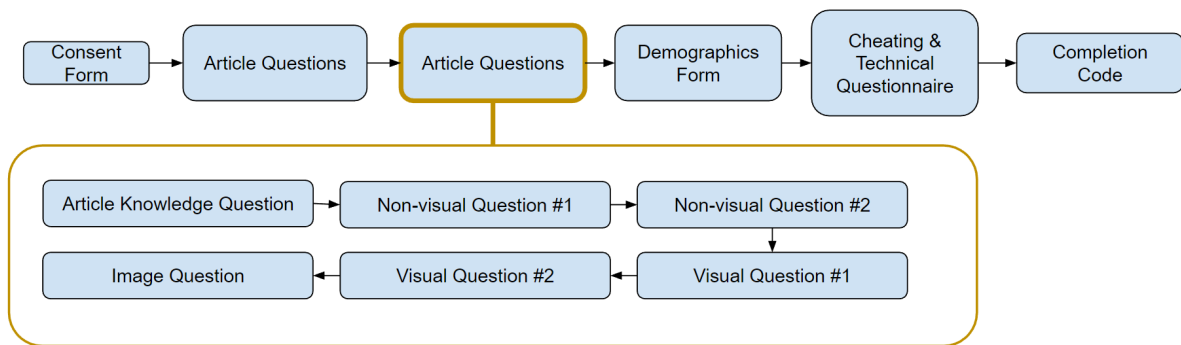 Consent
Form
Article Questions
Article Questions
Demographics
Form
Cheating &
Technical
Questionnaire
Completion
Code
Article Knowledge Question
Non-visual Question #1
Non-visual Question #2
Image Question
Visual Question #2
Visual Question #1